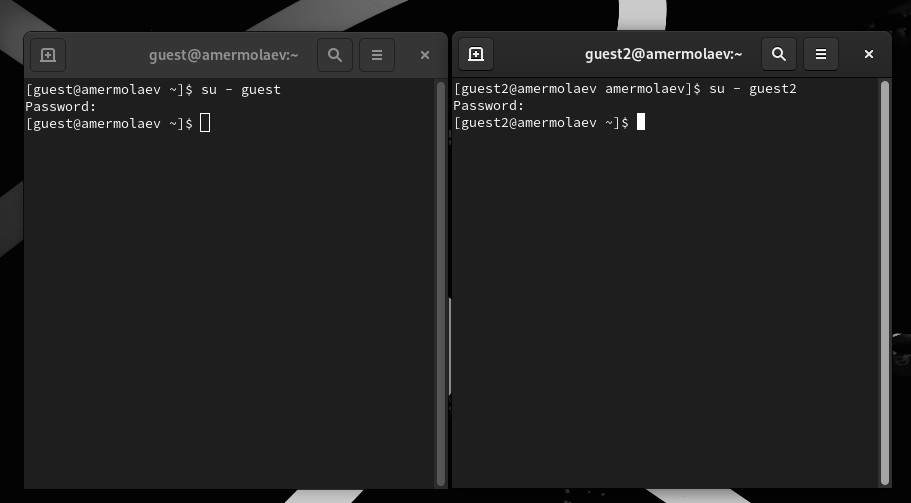 guest@amermolaev:~
[guest@amermolaev ~]$ su - guest
Password:
[guest@amermolaev ~]$
guest2@amermolaev:~
[guest2@amermolaev amermolaev]$ su - guest2
Password:
[guest2@amermolaev ~]$